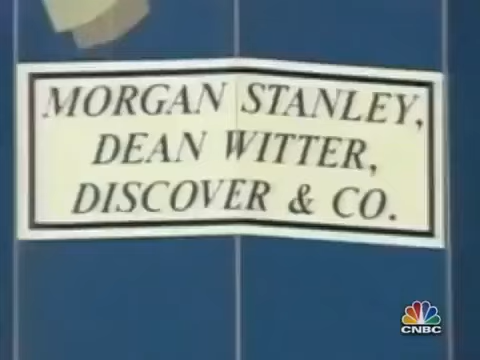 MORGAN STANLEY,
DEAN WITTER,
DISCOVER & CO.
CNBC